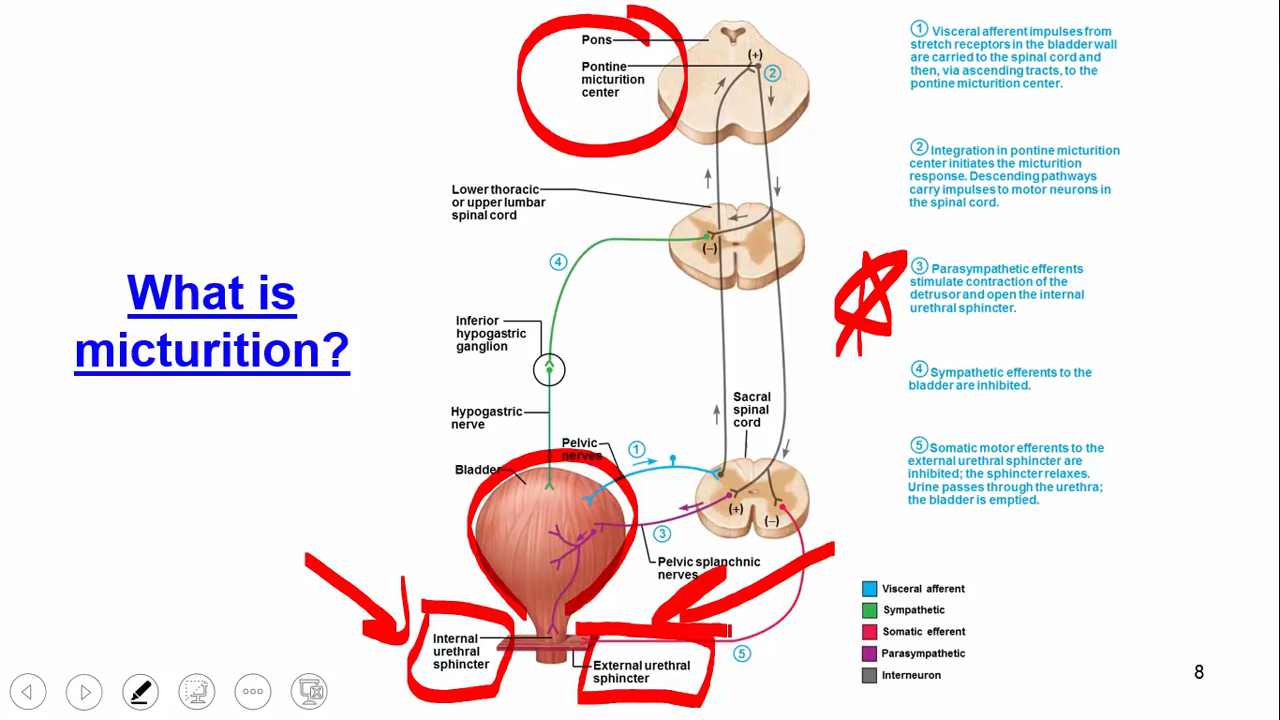 What is
micturition?
Pons
Pontine
micturition
center
(+)
2
Lower thoracic
or upper lumbar
spinal cord
(−)
4
Inferior
hypogastric
ganglion
Hypogastric
nerve
Sacral
spinal
cord
Pelvic
nerves
1
Bladder
(+)
(−)
3
Pelvic splanchnic
nerves
Internal
urethral
sphincter
External urethral
sphincter
5
1 Visceral afferent impulses from
stretch receptors in the bladder wall
are carried to the spinal cord and
then, via ascending tracts, to the
pontine micturition center.
2 Integration in pontine micturition
center initiates the micturition
response. Descending pathways
carry impulses to motor neurons in
the spinal cord.
3 Parasympathetic efferents
stimulate contraction of the
detrusor and open the internal
urethral sphincter.
4 Sympathetic efferents to the
bladder are inhibited.
5 Somatic motor efferents to the
external urethral sphincter are
inhibited; the sphincter relaxes.
Urine passes through the urethra;
the bladder is emptied.
Visceral afferent
Sympathetic
Somatic efferent
Parasympathetic
Interneuron
8